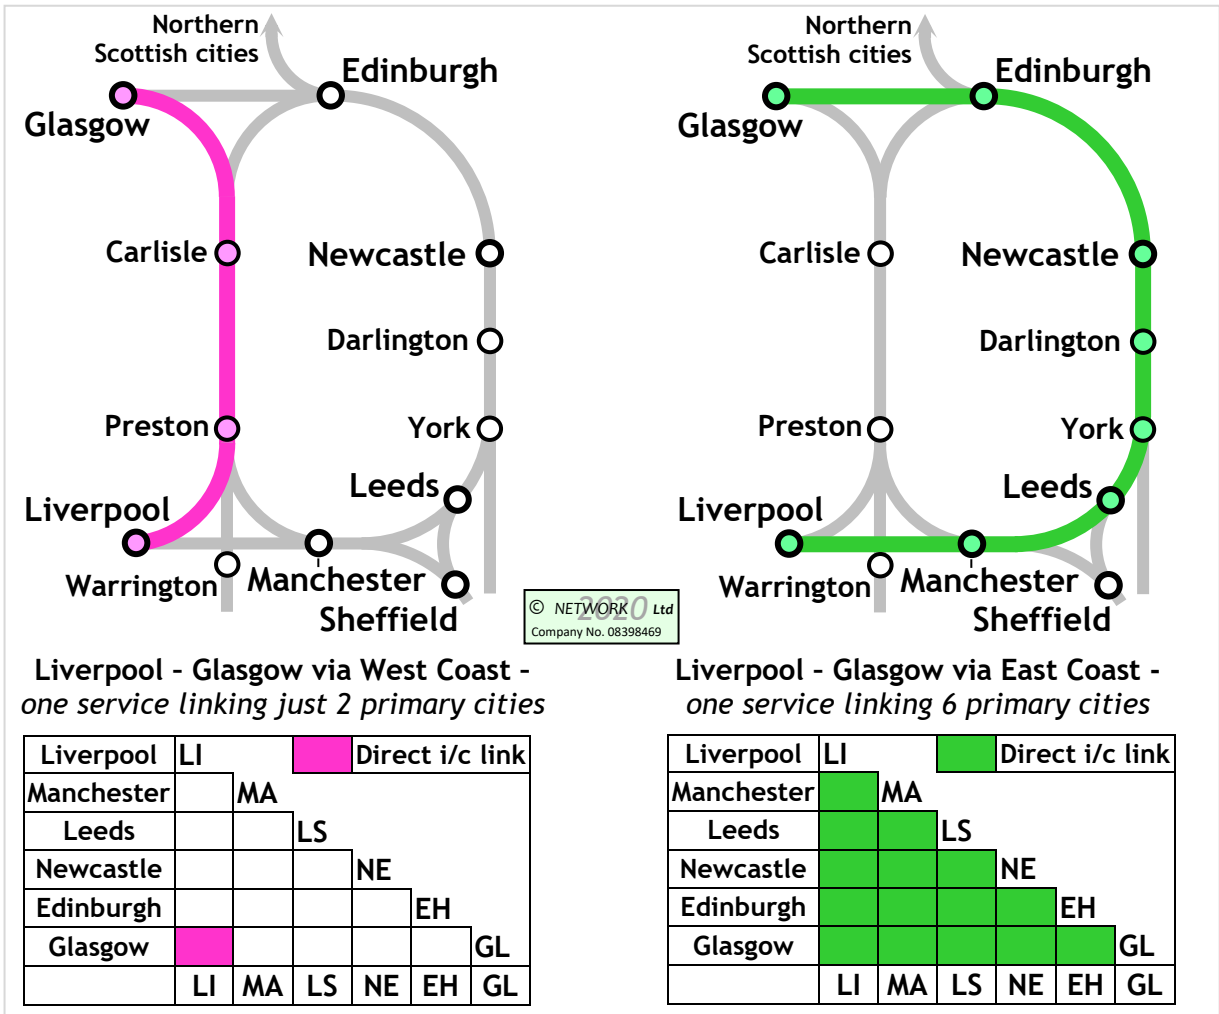 Northern
Scottish cities
Edinburgh
Glasgow
Carlisle
Newcastle
Darlington
Preston
York
Leeds
Liverpool
Warrington
Manchester
Sheffield
Northern
Scottish cities
Edinburgh
Glasgow
Carlisle
Newcastle
Darlington
Preston
York
Leeds
Liverpool
Warrington
Manchester
Sheffield
© NETWORK 2020 Ltd
Company No. 08398469
Liverpool – Glasgow via West Coast –
one service linking just 2 primary cities
Liverpool LI Direct i/c link
Manchester MA
Leeds LS
Newcastle NE
Edinburgh EH
Glasgow GL
LI MA LS NE EH GL
Liverpool – Glasgow via East Coast -
one service linking 6 primary cities
Liverpool LI Direct i/c link
Manchester MA
Leeds LS
Newcastle NE
Edinburgh EH
Glasgow GL
LI MA LS NE EH GL